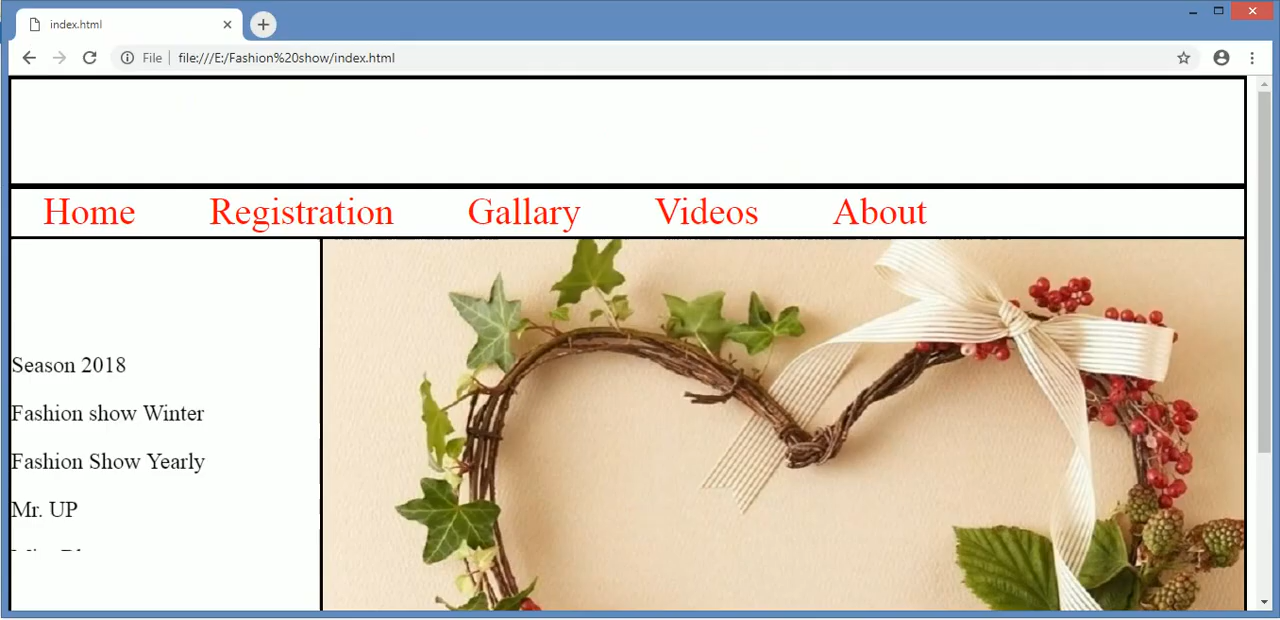 index.html
File file:///E:/Fashion%20show/index.html
Home Registration Gallary Videos About
Season 2018
Fashion show Winter
Fashion Show Yearly
Mr. UP